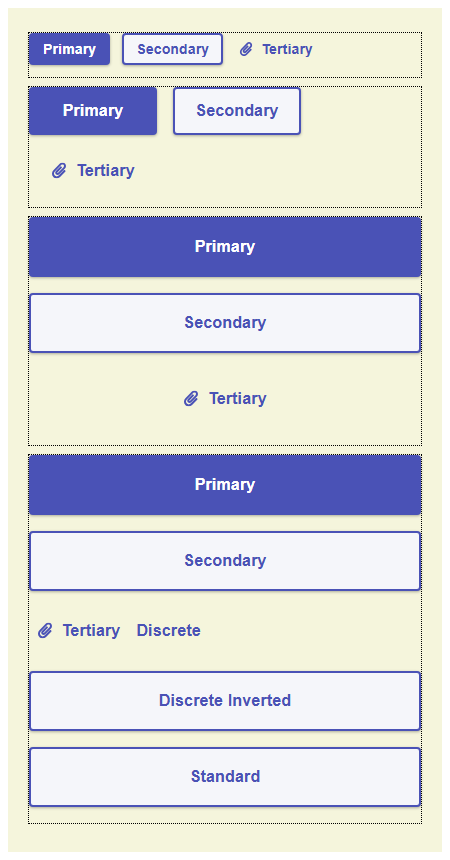 Primary Secondary Tertiary
Primary Secondary
Tertiary
Primary
Secondary
Tertiary
Primary
Secondary
Tertiary Discrete
Discrete Inverted
Standard